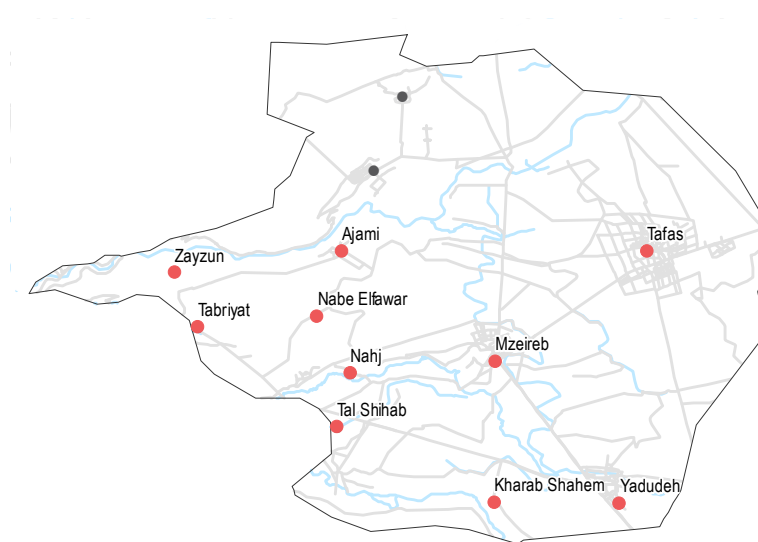 Ajami
Tafas
Zayzun
Nabe Elfawar
Tabriyat
Mzeireb
Nahj
Tal Shihab
Kharab Shahem
Yadudeh